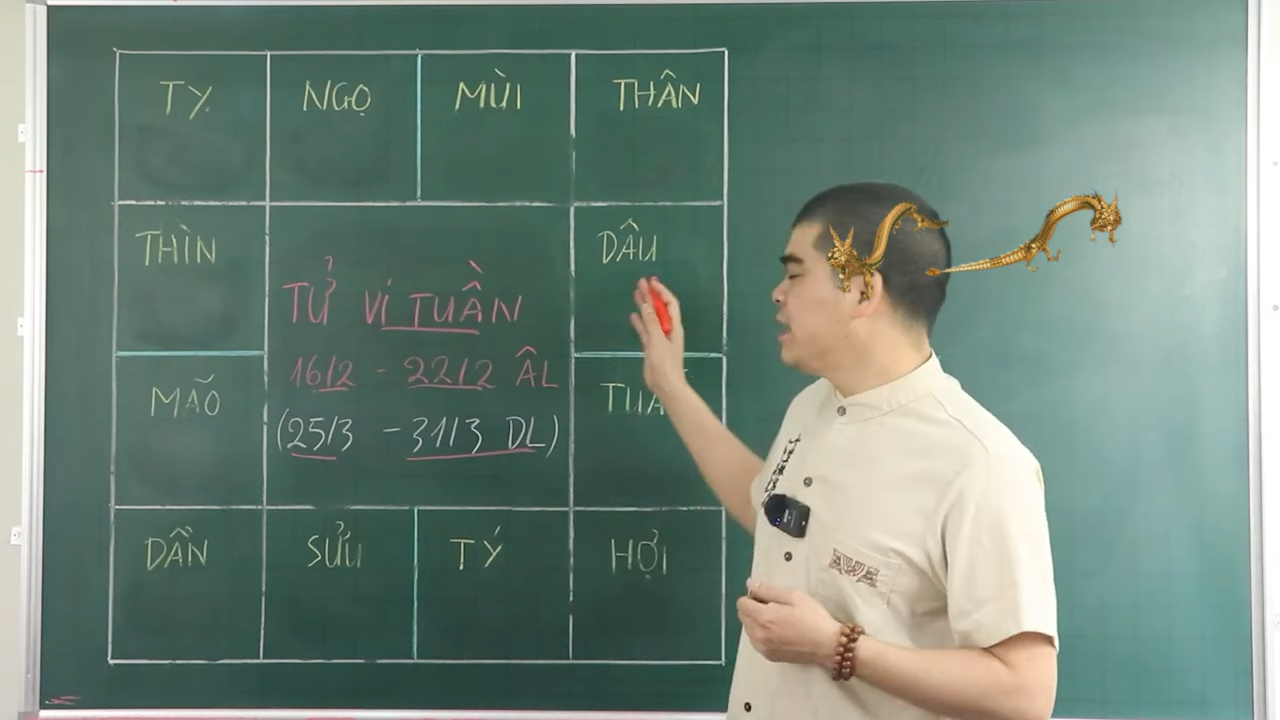 TỴ NGỌ MÙI THÂN
THÌN DẬU
TỬ VI TUẦN
16/2 - 22/2 ÂL
MÃO
(25/3 - 31/3 DL)
DẦN SỬU TÝ HỢI